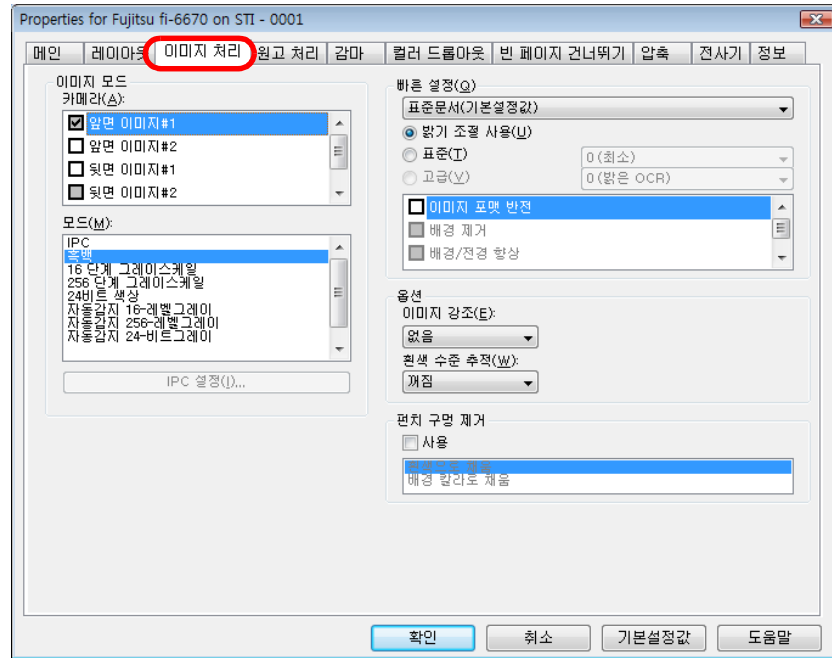 Properties for Fujitsu fi-6670 on STI - 0001
메인 레이아웃 이미지 처리 원고 처리 감마 컬러 드롭아웃 빈 페이지 건너뛰기 압축 전사기 정보
이미지 모드
카메라(A):
앞면 이미지#1
앞면 이미지#2
뒷면 이미지#1
뒷면 이미지#2
모드(M):
IPC
흑백
16 단계 그레이스케일
256 단계 그레이스케일
24비트 색상
자동감지 16-레벨그레이
자동감지 256-레벨그레이
자동감지 24-비트그레이
IPC 설정(I)...
빠른 설정(Q)
표준문서(기본설정값)
밝기 조절 사용(U)
표준(T) 0 (최소)
고급(V) 0 (밝은 OCR)
이미지 포맷 반전
배경 제거
배경/전경 향상
옵션
이미지 강조(E):
없음
흰색 수준 추적(W):
꺼짐
펀치 구멍 제거
사용
배경 칼라로 채움
확인 취소 기본설정값 도움말